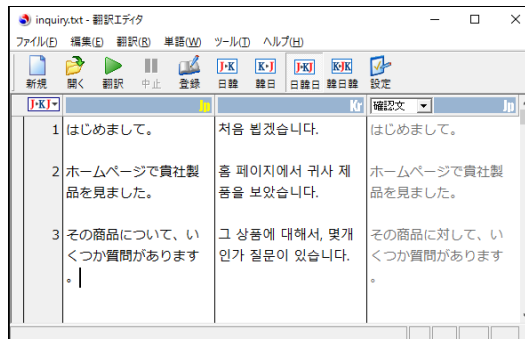 inquiry.txt - 翻訳エディタ
ファイル(F) 編集(E) 翻訳(R) 単語(W) ツール(T) ヘルプ(H)
J·K K·J J·KJ K·JK
新規 開く 翻訳 中止 登録 日韓 韓日 日韓日 韓日韓 設定
J·KJ Jp Kr 確認文 Jp
1 はじめまして。 처음 뵙겠습니다. はじめまして。
2 ホームページで貴社製 홈 페이지에서 귀사 제 ホームページで貴社製
品を見ました。 품을 보았습니다. 品を見ました。
3 その商品について、い 그 상품에 대해서, 몇개 その商品に対して、い
くつか質問があります 인가 질문이 있습니다. くつか質問があります
。 。